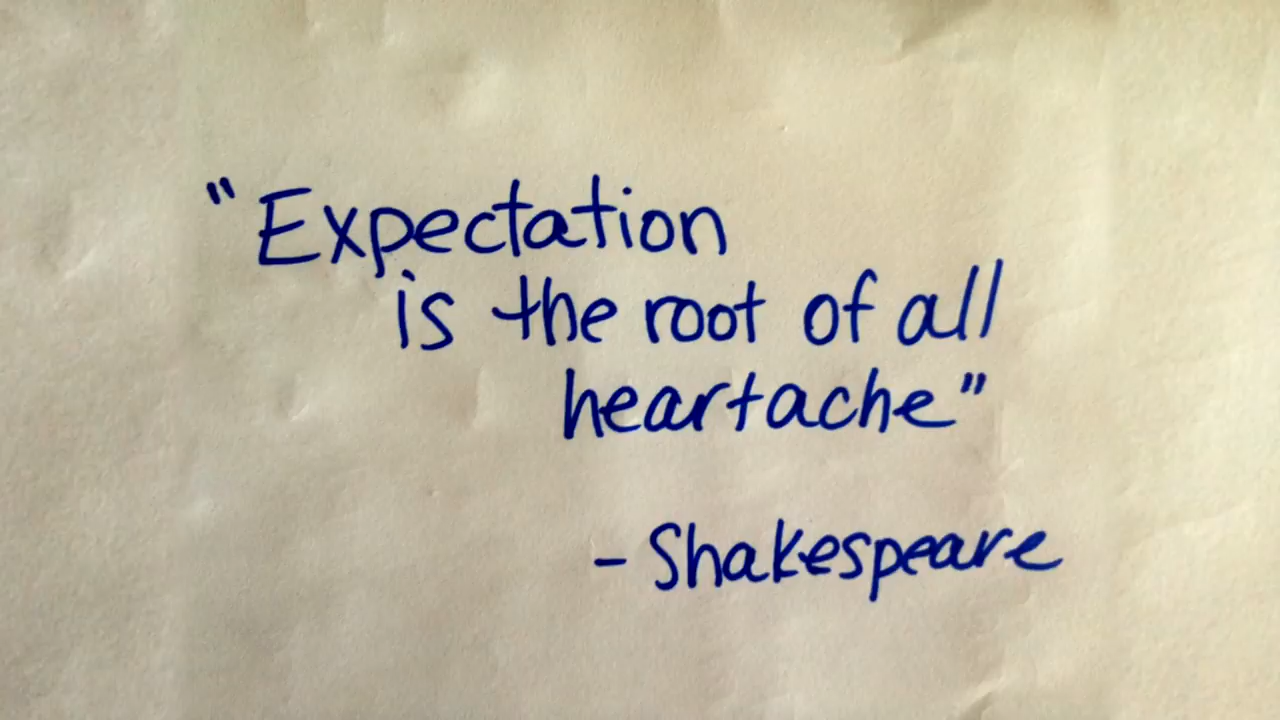 "Expectation
is the root of all
heartache"
- Shakespeare